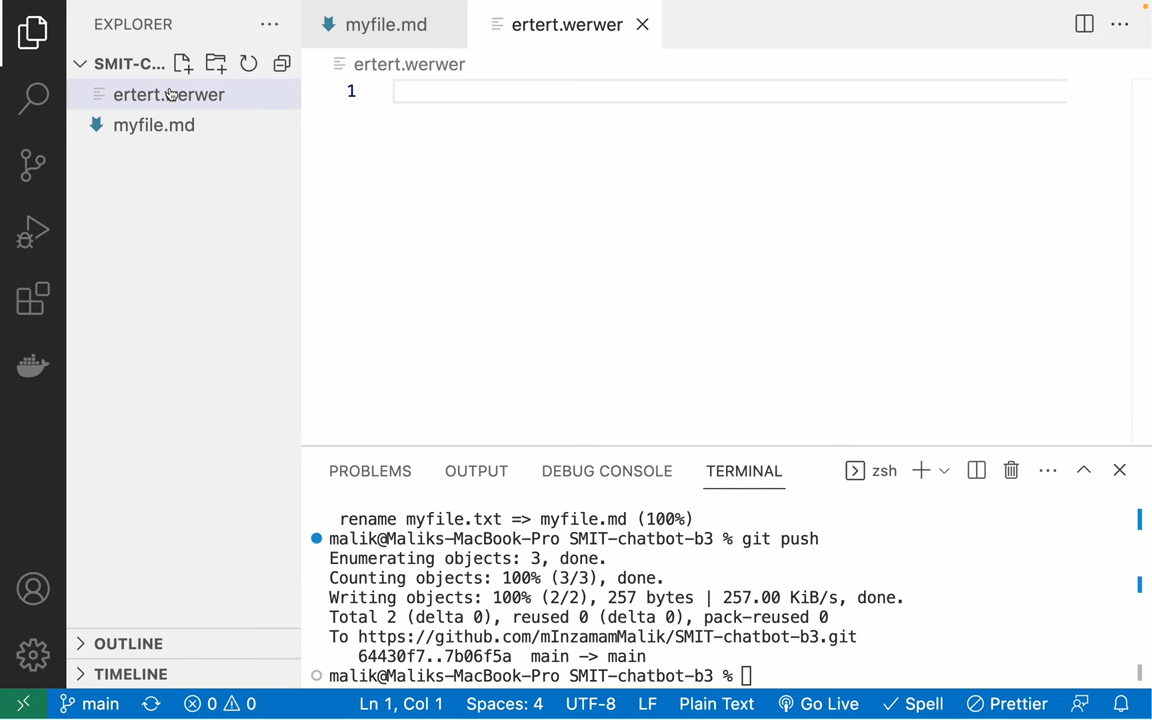 EXPLORER
myfile.md
ertert.werwer
SMIT-C...
ertert.werwer
ertert.werwer
myfile.md
1
PROBLEMS
OUTPUT
DEBUG CONSOLE
TERMINAL
zsh
rename myfile.txt => myfile.md (100%)
malik@Maliks-MacBook-Pro SMIT-chatbot-b3 % git push
Enumerating objects: 3, done.
Counting objects: 100% (3/3), done.
Writing objects: 100% (2/2), 257 bytes | 257.00 KiB/s, done.
Total 2 (delta 0), reused 0 (delta 0), pack-reused 0
To https://github.com/mInzamamMalik/SMIT-chatbot-b3.git
64430f7..7b06f5a main -> main
malik@Maliks-MacBook-Pro SMIT-chatbot-b3 %
OUTLINE
TIMELINE
main
0 0
Ln 1, Col 1
Spaces: 4
UTF-8
LF
Plain Text
Go Live
Spell
Prettier